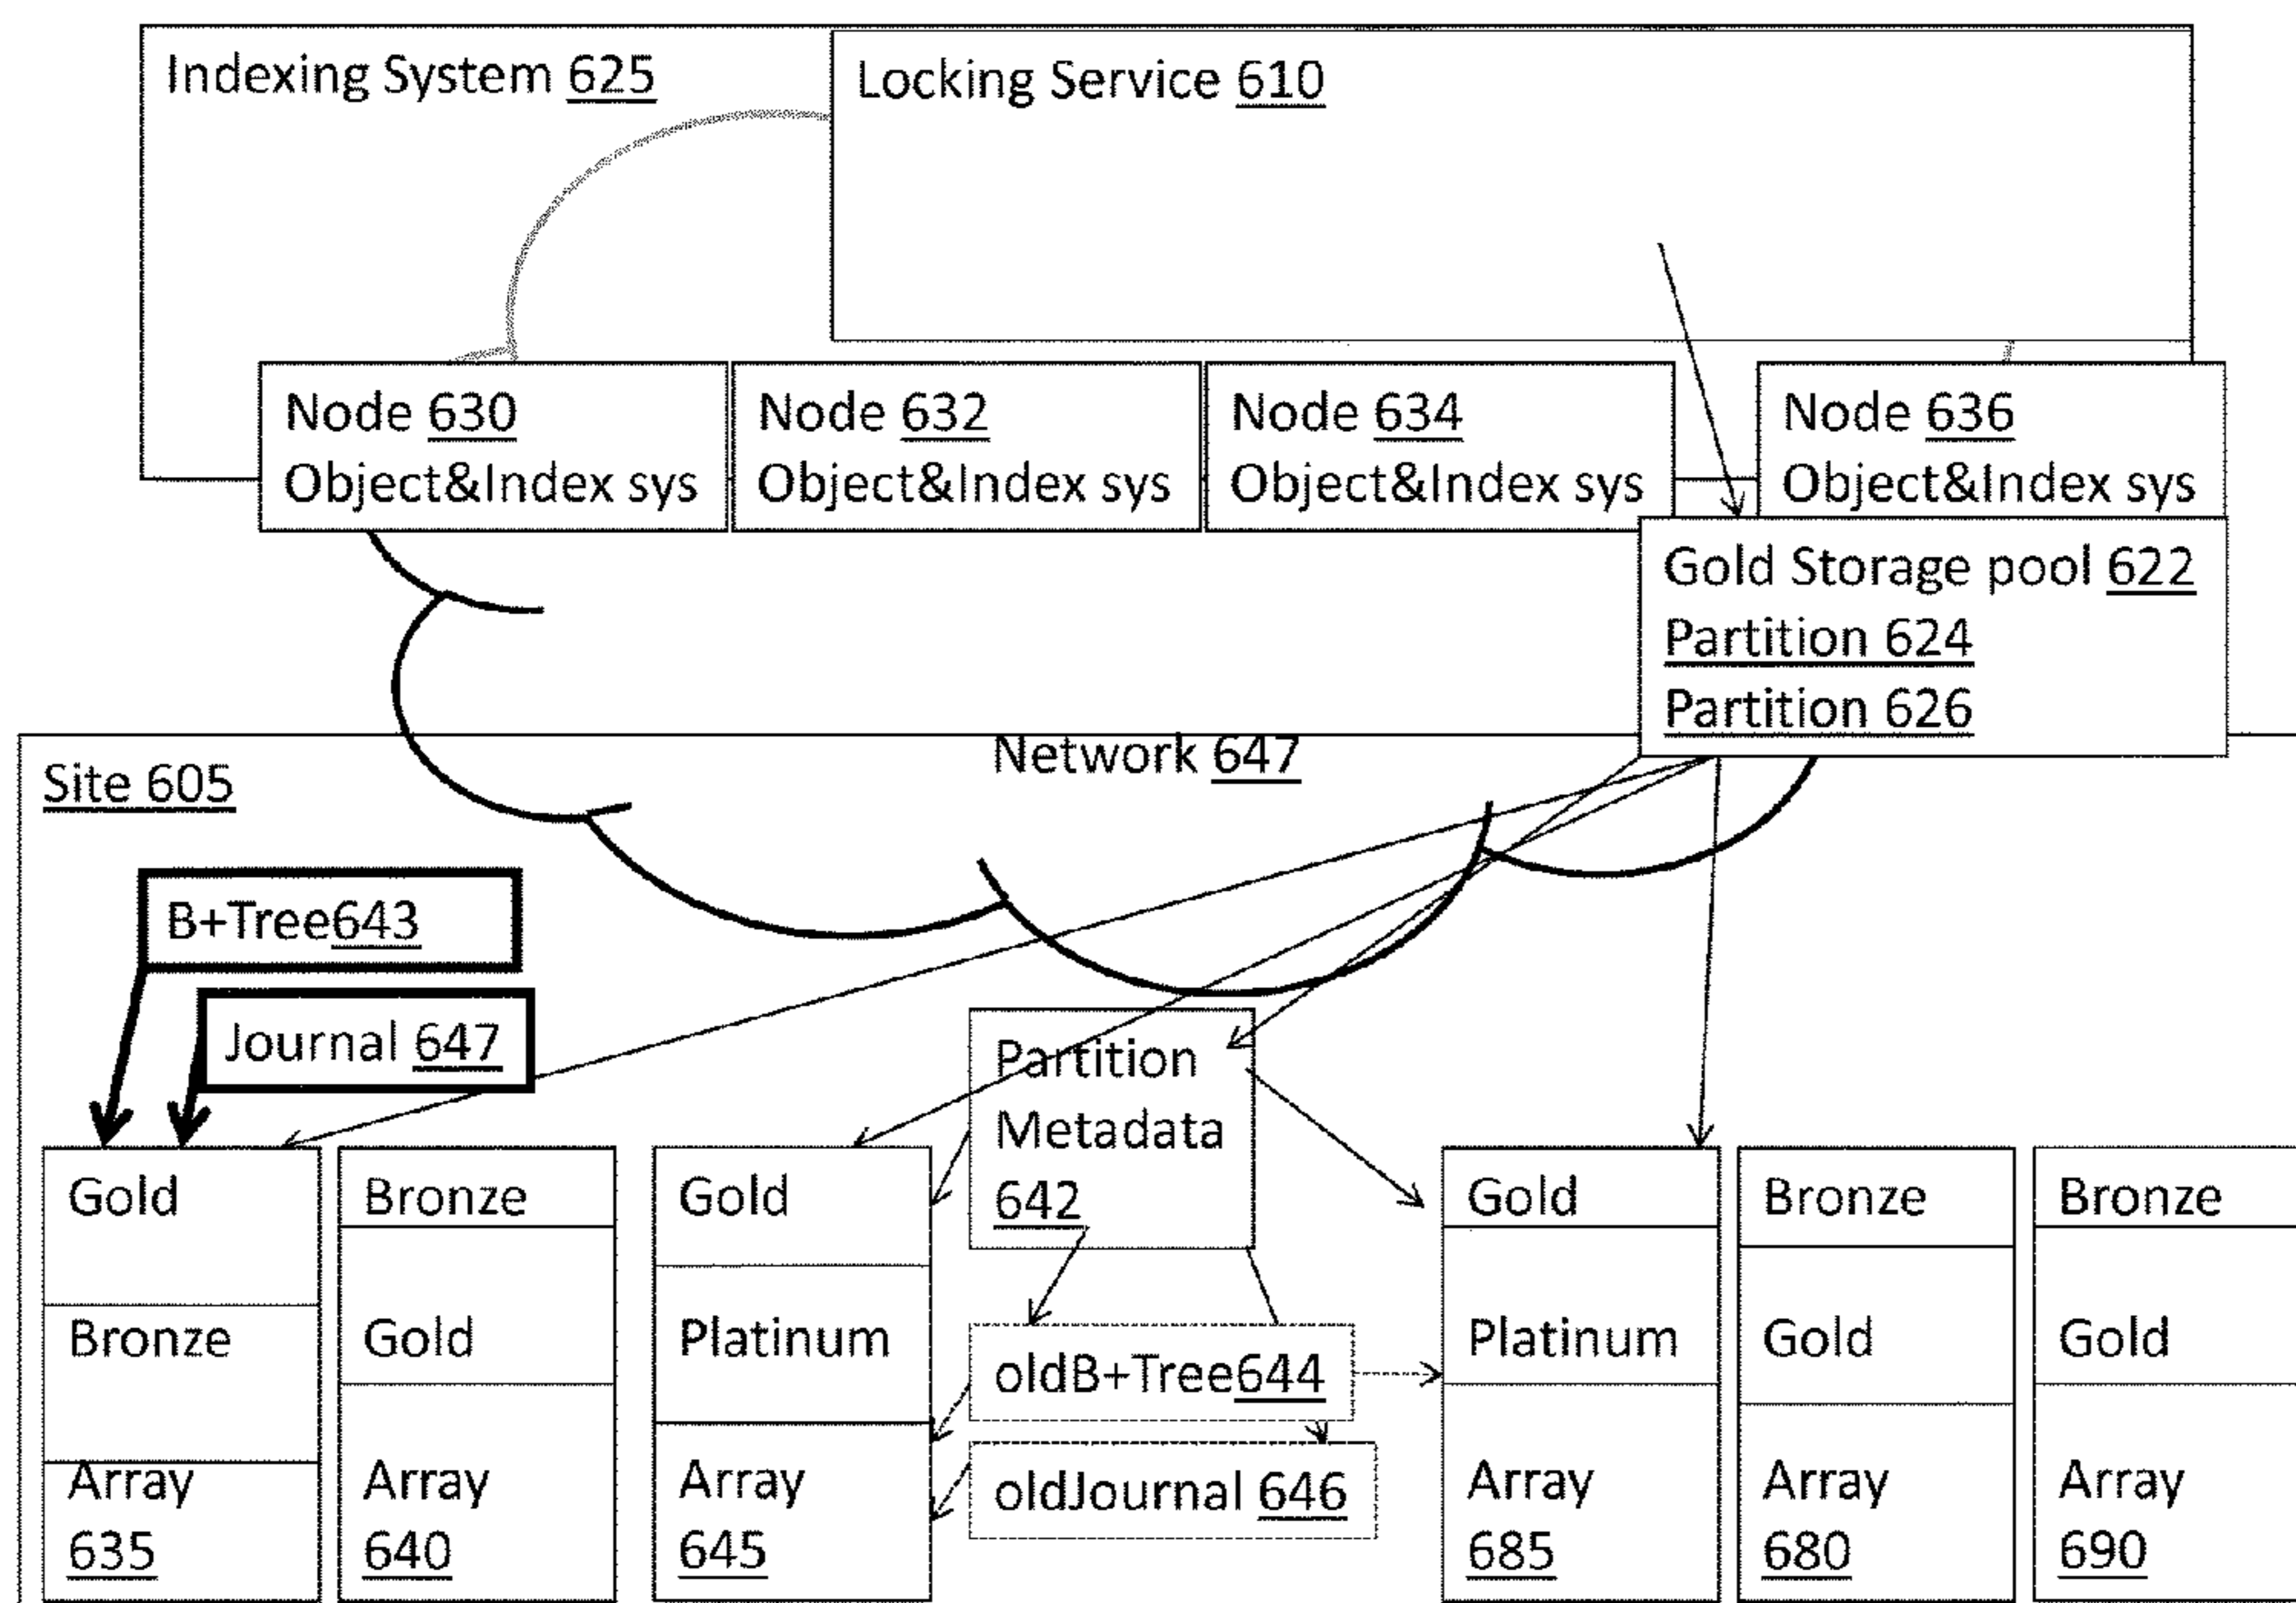 Indexing System 625
Locking Service 610
Node 630
Object&Index sys
Node 632
Object&Index sys
Node 634
Object&Index sys
Node 636
Object&Index sys
Gold Storage pool 622
Partition 624
Partition 626
Network 647
Site 605
B+Tree643
Journal 647
Partition
Metadata
642
Gold
Bronze
Array
635
Bronze
Gold
Array
640
Gold
Platinum
Array
645
oldB+Tree644
oldJournal 646
Gold
Platinum
Array
685
Bronze
Gold
Array
680
Bronze
Gold
Array
690